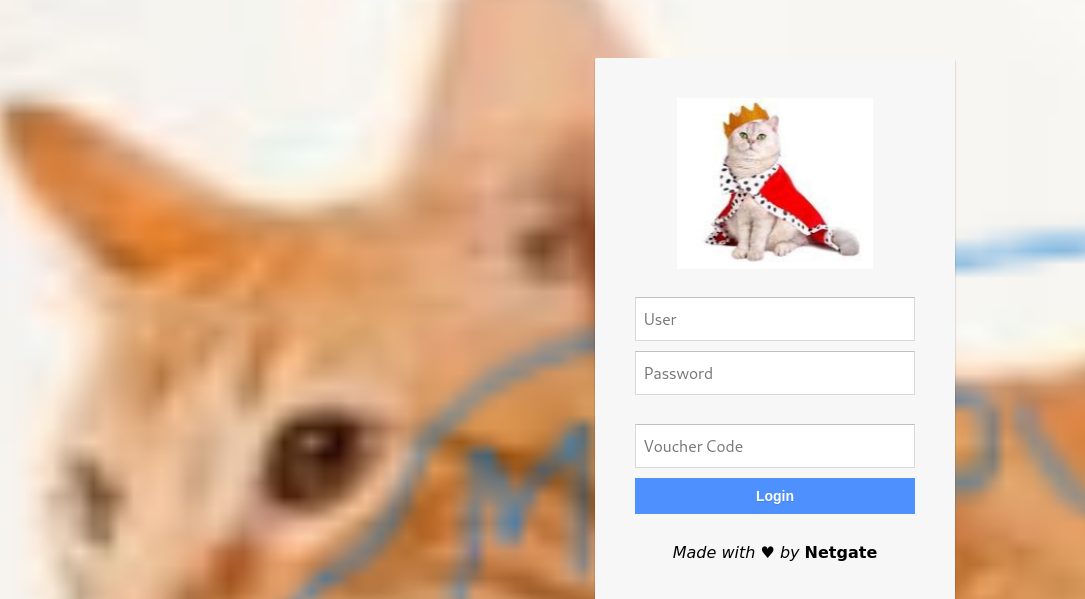 User
Password
Voucher Code
Login
Made with ♥ by Netgate